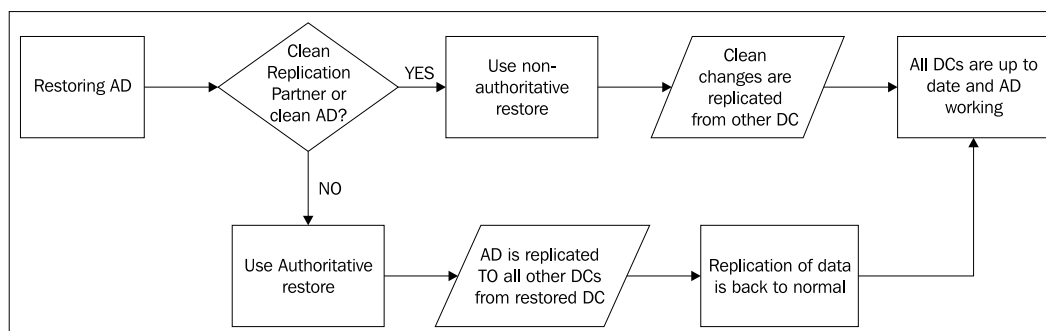 Restoring AD
Clean
Replication
Partner or
clean AD?
YES
Use non-
authoritative
restore
Clean
changes are
replicated
from other DC
All DCs are up to
date and AD
working
NO
Use Authoritative
restore
AD is replicated
TO all other DCs
from restored DC
Replication of data
is back to normal